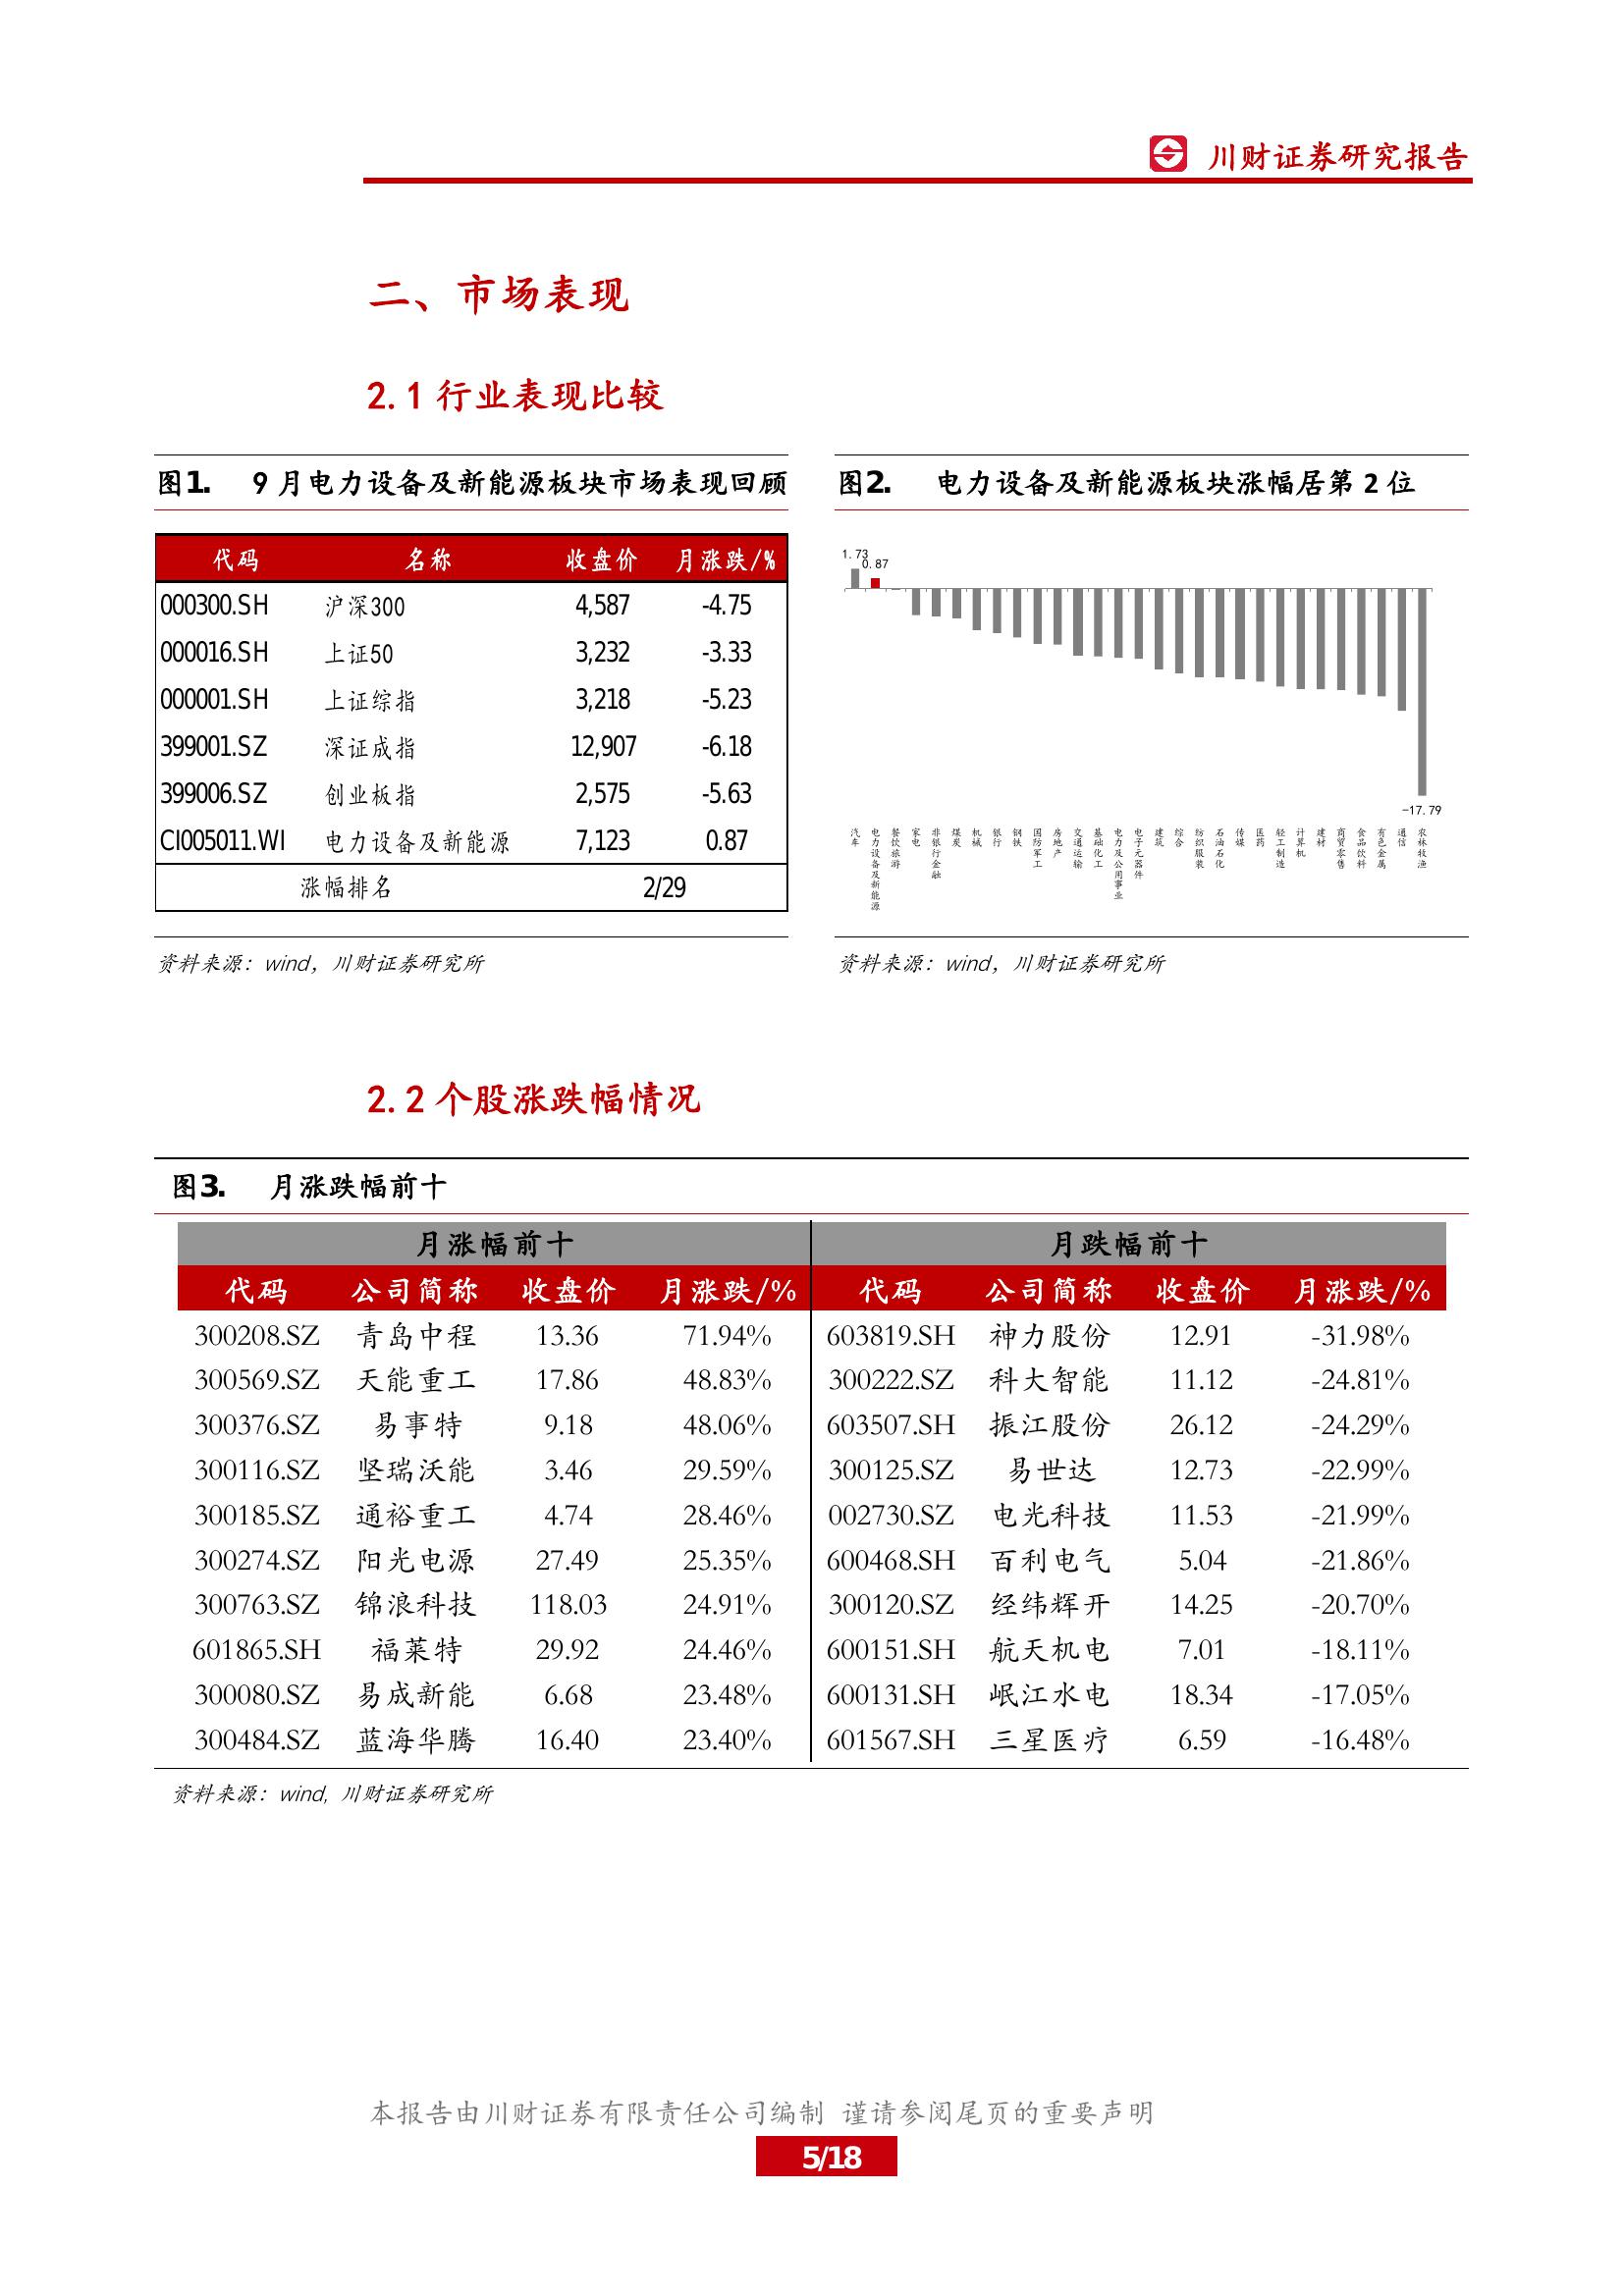 川财证券研究报告
二、市场表现
2.1 行业表现比较
图1. 9 月电力设备及新能源板块市场表现回顾
代码 名称 收盘价 月涨跌/%
000300.SH 沪深300 4,587 -4.75
000016.SH 上证50 3,232 -3.33
000001.SH 上证综指 3,218 -5.23
399001.SZ 深证成指 12,907 -6.18
399006.SZ 创业板指 2,575 -5.63
CI005011.WI 电力设备及新能源 7,123 0.87
涨幅排名 2/29
资料来源：wind，川财证券研究所
图2. 电力设备及新能源板块涨幅居第 2 位
1.73
0.87
-17.79
汽车
电力设备及新能源
餐饮旅游
家电
非银行金融
煤炭
机械
银行
钢铁
国防军工
房地产
交通运输
基础化工
电力及公用事业
电子元器件
建筑
综合
纺织服装
石油石化
传媒
医药
轻工制造
计算机
建材
商贸零售
食品饮料
有色金属
通信
农林牧渔
资料来源：wind，川财证券研究所
2.2 个股涨跌幅情况
图3. 月涨跌幅前十
月涨幅前十 月跌幅前十
代码 公司简称 收盘价 月涨跌/% 代码 公司简称 收盘价 月涨跌/%
300208.SZ 青岛中程 13.36 71.94% 603819.SH 神力股份 12.91 -31.98%
300569.SZ 天能重工 17.86 48.83% 300222.SZ 科大智能 11.12 -24.81%
300376.SZ 易事特 9.18 48.06% 603507.SH 振江股份 26.12 -24.29%
300116.SZ 坚瑞沃能 3.46 29.59% 300125.SZ 易世达 12.73 -22.99%
300185.SZ 通裕重工 4.74 28.46% 002730.SZ 电光科技 11.53 -21.99%
300274.SZ 阳光电源 27.49 25.35% 600468.SH 百利电气 5.04 -21.86%
300763.SZ 锦浪科技 118.03 24.91% 300120.SZ 经纬辉开 14.25 -20.70%
601865.SH 福莱特 29.92 24.46% 600151.SH 航天机电 7.01 -18.11%
300080.SZ 易成新能 6.68 23.48% 600131.SH 岷江水电 18.34 -17.05%
300484.SZ 蓝海华腾 16.40 23.40% 601567.SH 三星医疗 6.59 -16.48%
资料来源：wind, 川财证券研究所
本报告由川财证券有限责任公司编制 谨请参阅尾页的重要声明
5/18